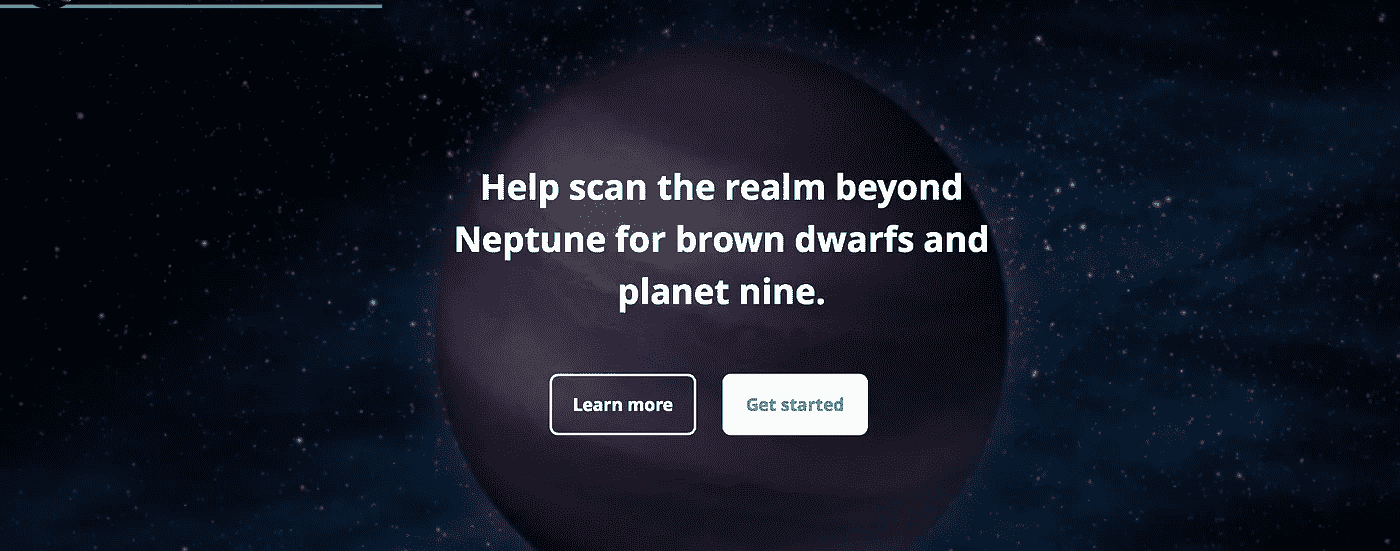 Help scan the realm beyond
Neptune for brown dwarfs and
planet nine.
Learn more
Get started